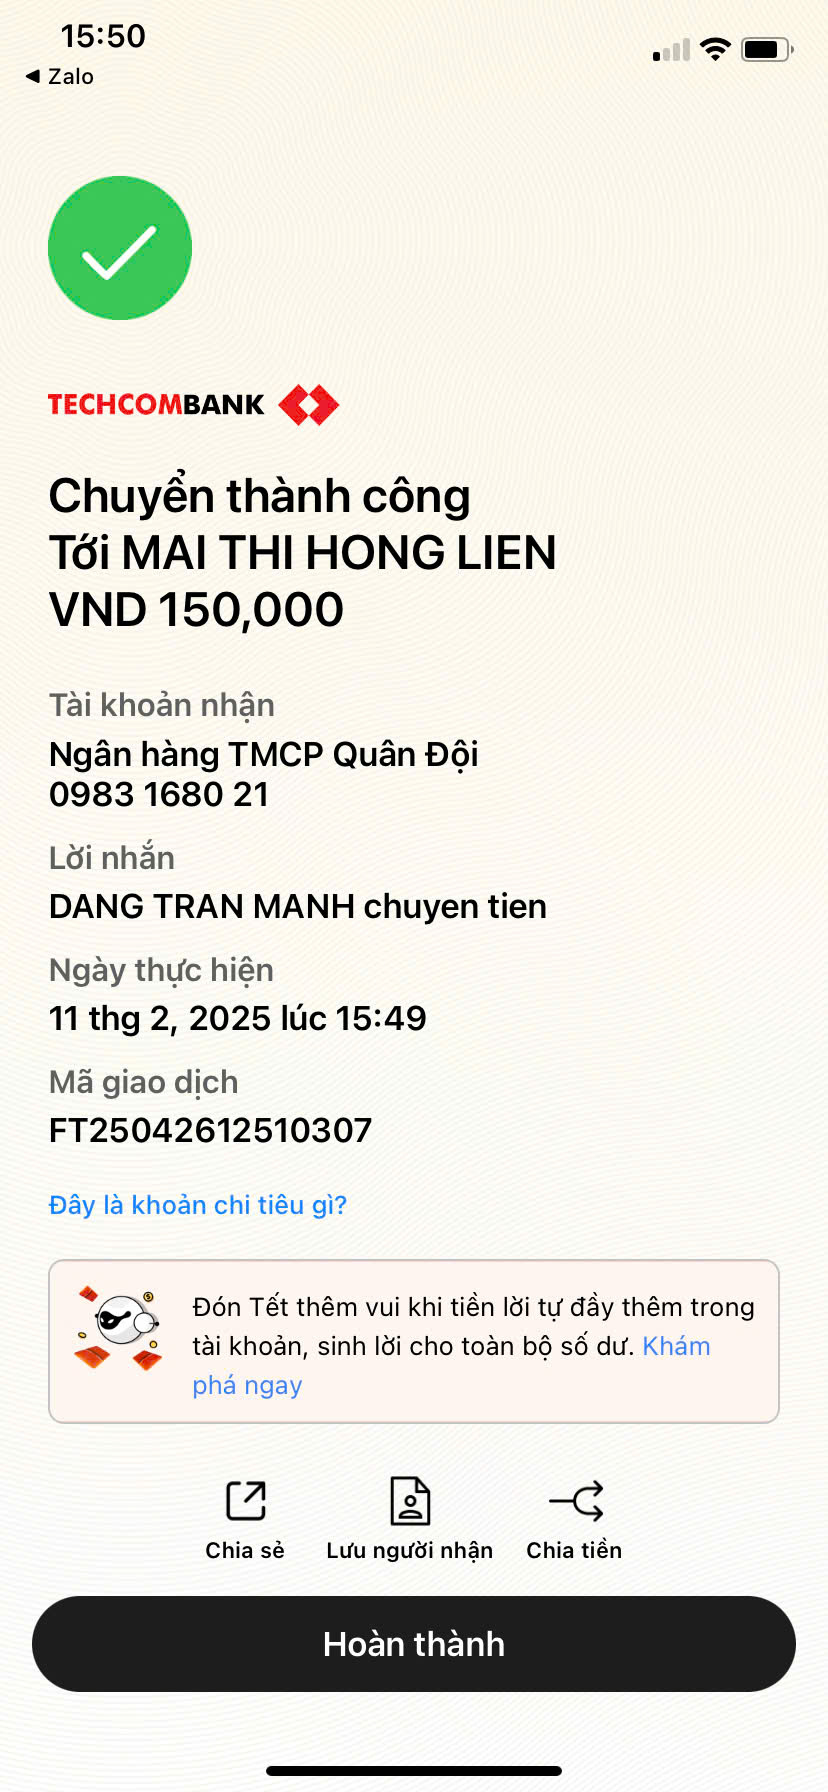 15:50
◀ Zalo
TECHCOMBANK
Chuyển thành công
Tới MAI THI HONG LIEN
VND 150,000
Tài khoản nhận
Ngân hàng TMCP Quân Đội
0983 1680 21
Lời nhắn
DANG TRAN MANH chuyen tien
Ngày thực hiện
11 thg 2, 2025 lúc 15:49
Mã giao dịch
FT25042612510307
Đây là khoản chi tiêu gì?
Đón Tết thêm vui khi tiền lời tự đầy thêm trong
tài khoản, sinh lời cho toàn bộ số dư. Khám
phá ngay
Chia sẻ
Lưu người nhận
Chia tiền
Hoàn thành